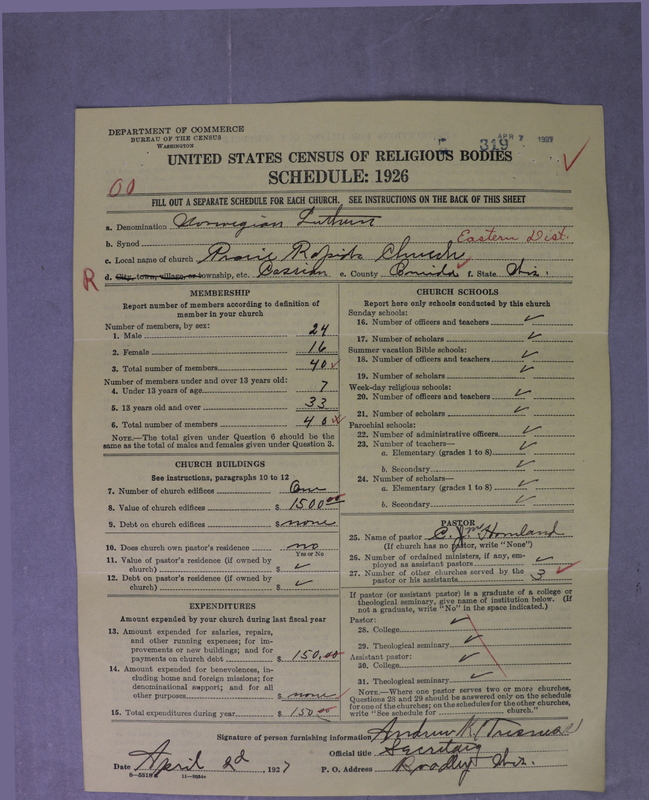 DEPARTMENT OF COMMERCE
BUREAU OF THE CENSUS
WASHINGTON
319 APR 7 1927
UNITED STATES CENSUS OF RELIGIOUS BODIES
SCHEDULE: 1926
00
FILL OUT A SEPARATE SCHEDULE FOR EACH CHURCH. SEE INSTRUCTIONS ON THE BACK OF THIS SHEET
a. Denomination Norwegian Lutheran
b. Synod Eastern Dist.
c. Local name of church Prairie Rapids Church
R d. City, town, village, or township, etc. Cassian e. County Oneida f. State Wis.
MEMBERSHIP
Report number of members according to definition of
member in your church
Number of members, by sex:
1. Male 24
2. Female 16
3. Total number of members 40
Number of members under and over 13 years old:
4. Under 13 years of age 7
5. 13 years old and over 33
6. Total number of members 40
NOTE.—The total given under Question 6 should be
same as the total of males and females given under Question 3.
CHURCH BUILDINGS
See instructions, paragraphs 10 to 12
7. Number of church edifices One
8. Value of church edifices $ 1500.00
9. Debt on church edifices $ none
10. Does church own pastor's residence no
Yes or No
11. Value of pastor's residence (if owned by
church) $ ✓
12. Debt on pastor's residence (if owned by
church) $ ✓
EXPENDITURES
Amount expended by your church during last fiscal year
13. Amount expended for salaries, repairs,
and other running expenses; for im-
provements or new buildings; and for
payments on church debt $ 150.00
14. Amount expended for benevolences, in-
cluding home and foreign missions; for
denominational support; and for all
other purposes $ none
15. Total expenditures during year $ 150.00
CHURCH SCHOOLS
Report here only schools conducted by this church
Sunday schools:
16. Number of officers and teachers ✓
17. Number of scholars ✓
Summer vacation Bible schools:
18. Number of officers and teachers ✓
19. Number of scholars ✓
Week-day religious schools:
20. Number of officers and teachers ✓
21. Number of scholars ✓
Parochial schools:
22. Number of administrative officers ✓
23. Number of teachers—
a. Elementary (grades 1 to 8) ✓
b. Secondary ✓
24. Number of scholars—
a. Elementary (grades 1 to 8) ✓
b. Secondary ✓
PASTOR
25. Name of pastor C. J. M.
(If church has no pastor, write "None")
26. Number of ordained ministers, if any, em-
ployed as assistant pastors ✓
27. Number of other churches served by the
pastor or his assistants 3
If pastor (or assistant pastor) is a graduate of a college or
theological seminary, give name of institution below. (If
not a graduate, write "No" in the space indicated.)
Pastor:
28. College ✓
29. Theological seminary ✓
Assistant pastor:
30. College ✓
31. Theological seminary ✓
NOTE.—Where one pastor serves two or more churches,
Questions 28 and 29 should be answered only on the schedule
for one of the churches; on the schedules for the other churches,
write "See schedule for church."
Signature of person furnishing information Andrew
Official title Secretary
Date April 2d, 1927 P. O. Address Bradley Wis.